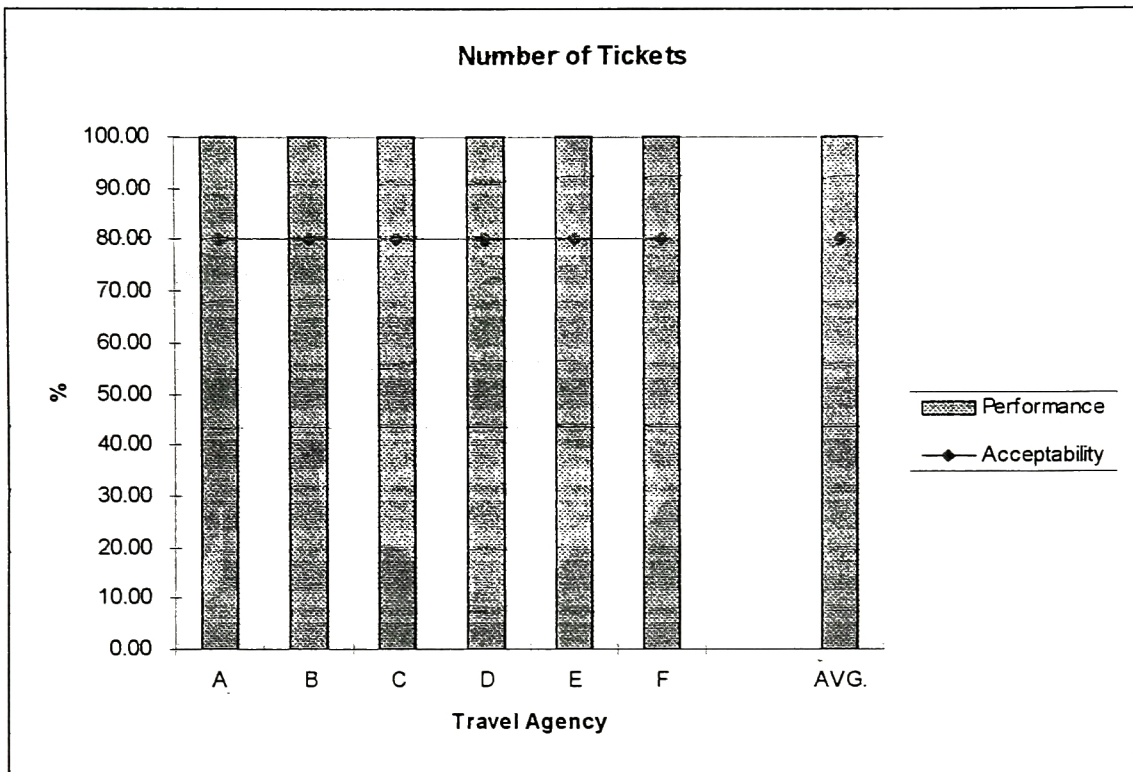 Number of Tickets
100.00
90.00
80.00
70.00
60.00
50.00
40.00
30.00
20.00
10.00
0.00
%
A B C D E F AVG.
Travel Agency
Performance
Acceptability